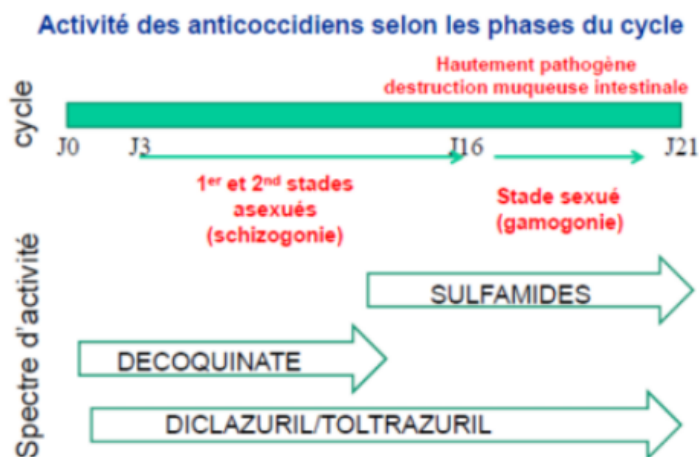 Activité des anticoccidiens selon les phases du cycle
Hautement pathogène
destruction muqueuse intestinale
cycle
J0
J3
J16
J21
1er et 2nd stades
asexués
(schizogonie)
Stade sexué
(gamogonie)
Spectre d'activité
SULFAMIDES
DECOQUINATE
DICLAZURIL/TOLTRAZURIL